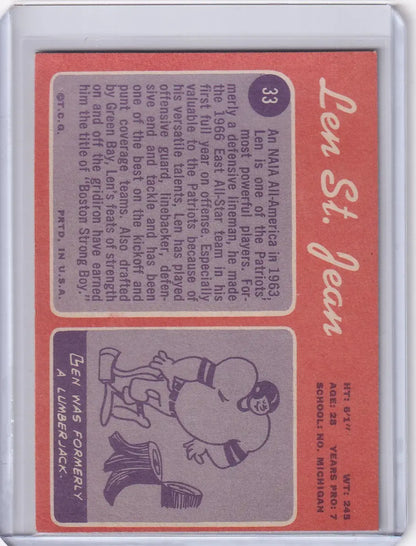 Len St. Jean
HT: 6'1" WT: 245
AGE: 28 YEARS PRO: 7
SCHOOL: NO. MICHIGAN
33
An NAIA All-America in 1963,
Len is one of the Patriots'
most powerful players. For-
merly a defensive lineman, he made
the 1966 East All-Star team in his
first full year on offense. Especially
valuable to the Patriots because of
his versatile talents, Len has played
offensive guard, linebacker, defen-
sive end and tackle and has been
one of the best on the kickoff and
punt coverage teams. Also drafted
by Green Bay, Len's feats of strength
on and off the gridiron have earned
him the title of "Boston Strong Boy."
©T.C.G. PRTD. IN U.S.A.
LEN WAS FORMERLY
A LUMBERJACK.